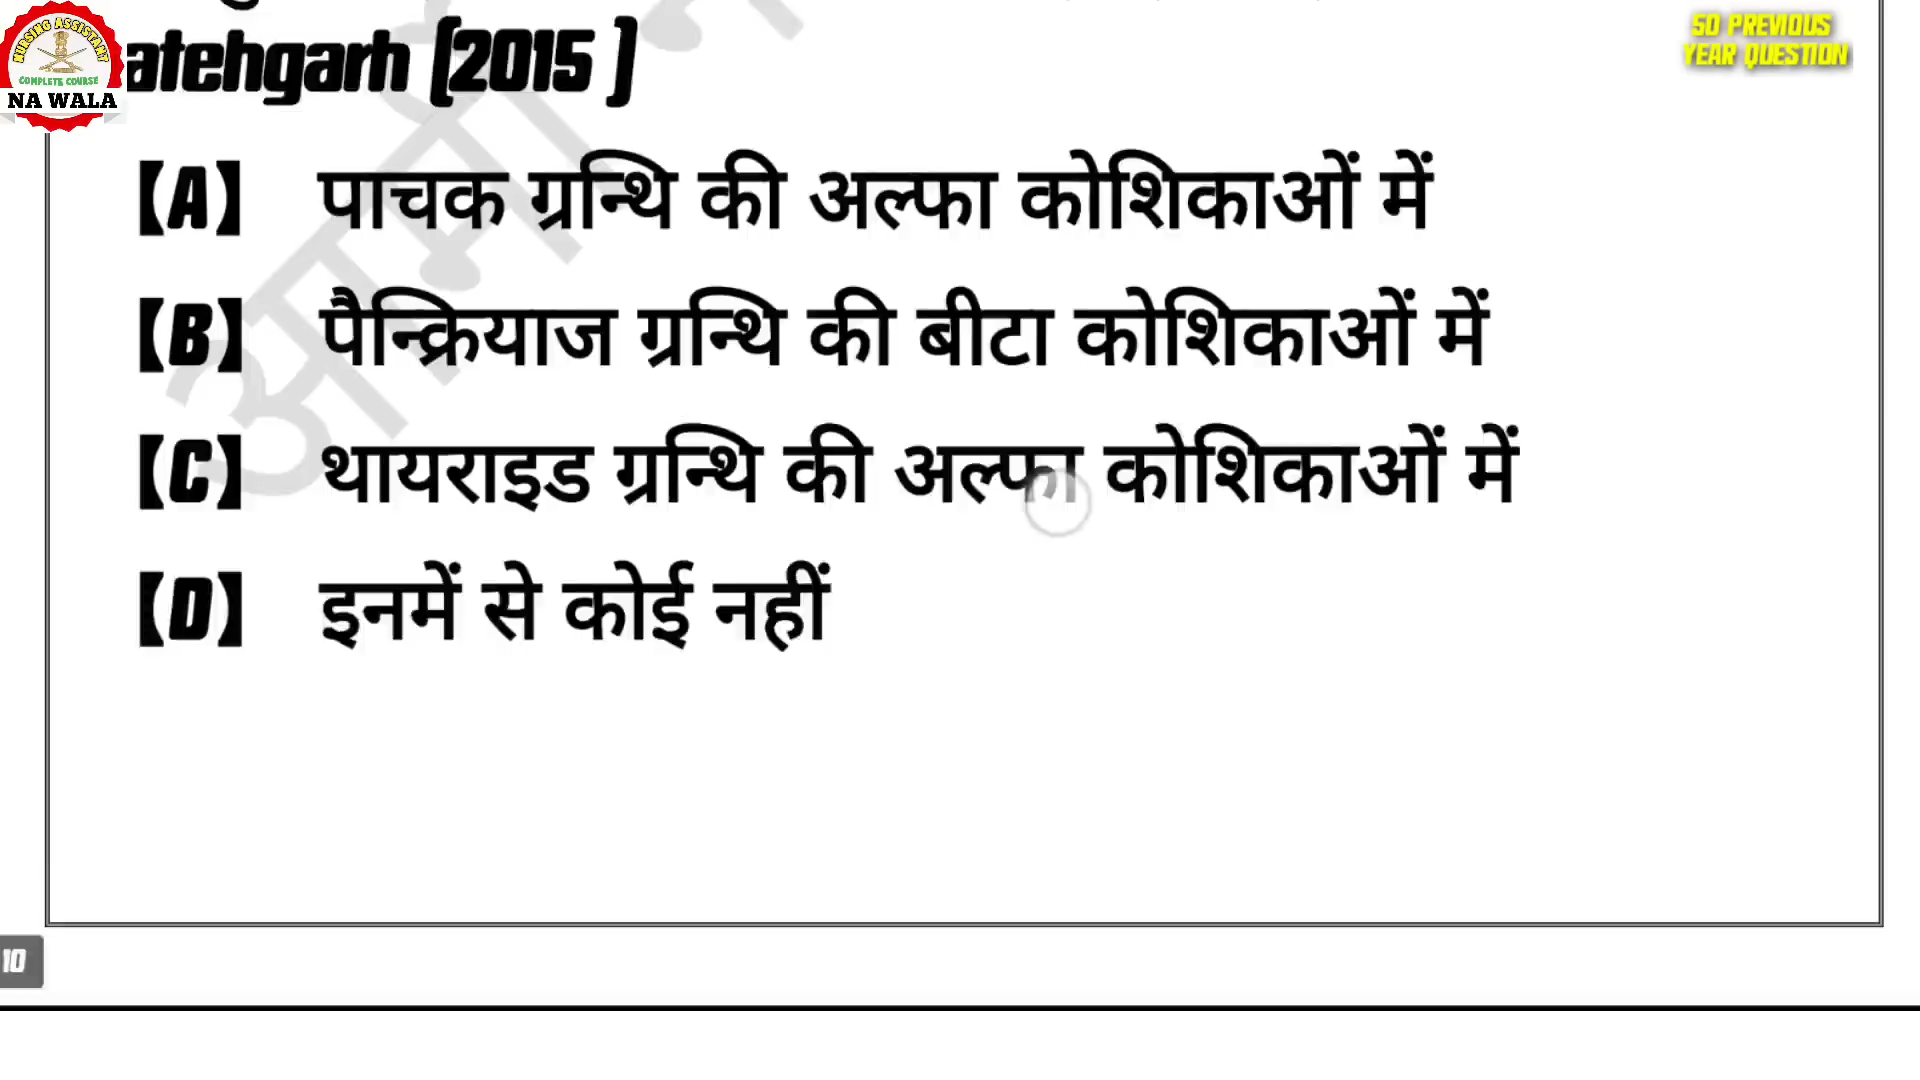 NURSING ASSISTANT
COMPLETE COURSE
NA WALA
atehgarh (2015 )
50 PREVIOUS
YEAR QUESTION
【A】 पाचक ग्रन्थि की अल्फा कोशिकाओं में
【B】 पैन्क्रियाज ग्रन्थि की बीटा कोशिकाओं में
【C】 थायराइड ग्रन्थि की अल्फा कोशिकाओं में
【D】 इनमें से कोई नहीं
10